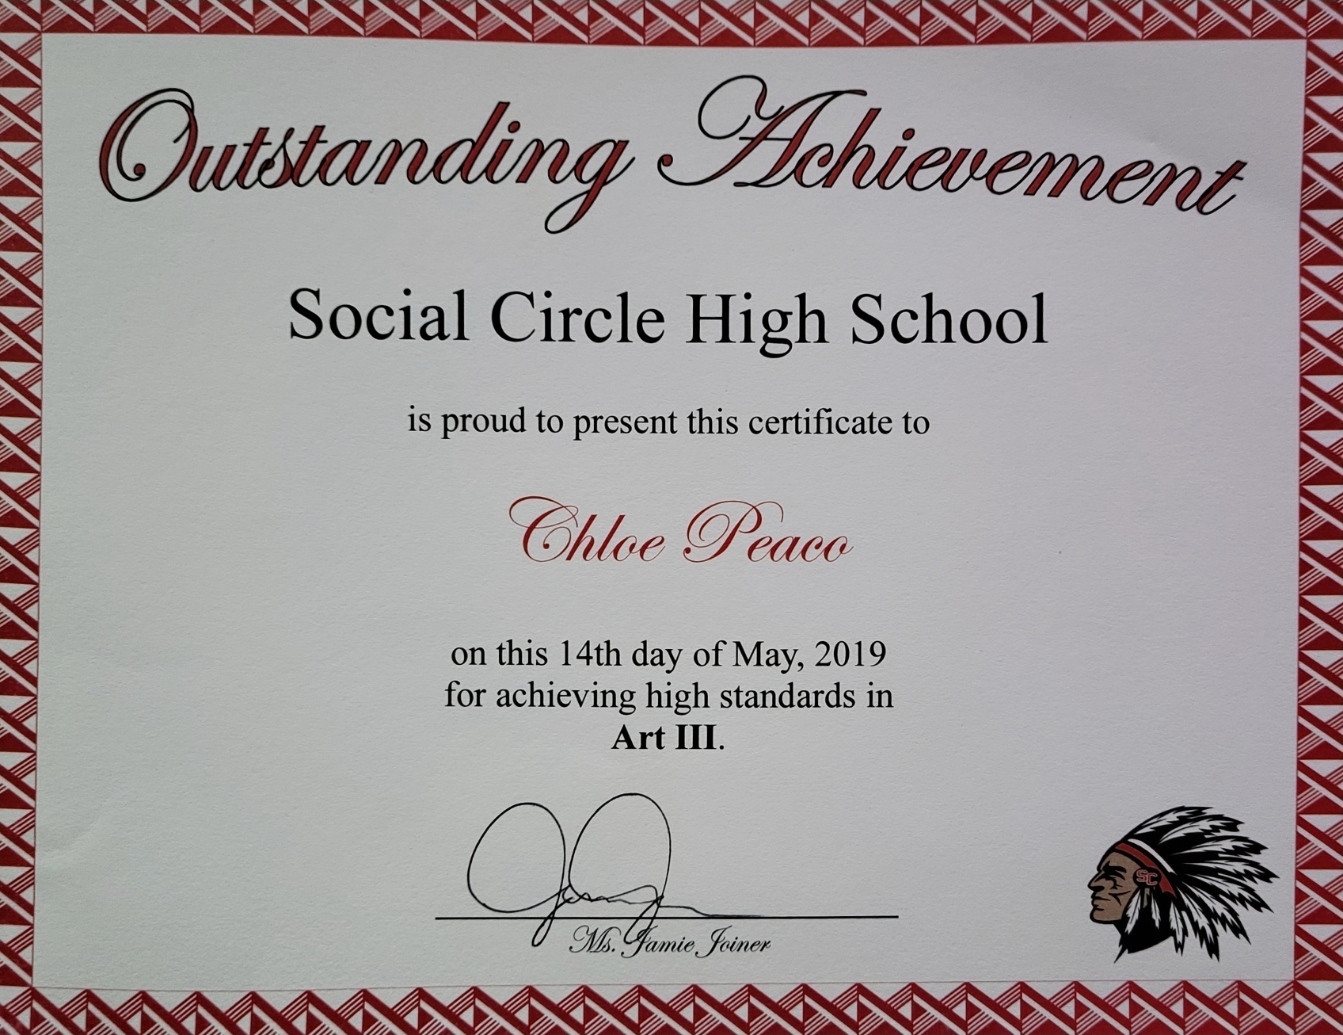 Outstanding Achievement
Social Circle High School
is proud to present this certificate to
Chloe Peaco
on this 14th day of May, 2019
for achieving high standards in
Art III.
Ms. Jamie Joiner
SC